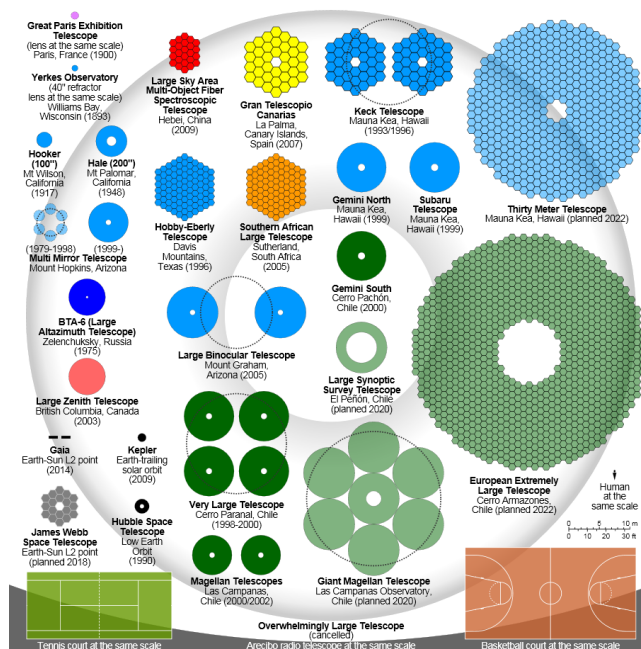 Great Paris Exhibition
Telescope
(lens at the same scale)
Paris, France (1900)
Yerkes Observatory
(40" refractor
lens at the same scale)
Williams Bay,
Wisconsin (1893)
Hooker
(100")
Mt Wilson,
California
(1917)
Hale (200")
Mt Palomar,
California
(1948)
(1979-1998)
(1999-)
Multi Mirror Telescope
Mount Hopkins, Arizona
BTA-6 (Large
Altazimuth Telescope)
Zelenchuksky, Russia
(1975)
Large Zenith Telescope
British Columbia, Canada
(2003)
Gaia
Earth-Sun L2 point
(2014)
Kepler
Earth-trailing
solar orbit
(2009)
James Webb
Space Telescope
Earth-Sun L2 point
(planned 2018)
Hubble Space
Telescope
Low Earth
Orbit
(1990)
Large Sky Area
Multi-Object Fiber
Spectroscopic
Telescope
Hebei, China
(2009)
Gran Telescopio
Canarias
La Palma,
Canary Islands,
Spain (2007)
Keck Telescope
Mauna Kea, Hawaii
(1993/1996)
Hobby-Eberly
Telescope
Davis
Mountains,
Texas (1996)
Southern African
Large Telescope
Sutherland,
South Africa
(2005)
Gemini North
Mauna Kea,
Hawaii (1999)
Subaru
Telescope
Mauna Kea,
Hawaii (1999)
Thirty Meter Telescope
Mauna Kea, Hawaii (planned 2022)
Gemini South
Cerro Pachón,
Chile (2000)
Large Binocular Telescope
Mount Graham,
Arizona (2005)
Large Synoptic
Survey Telescope
El Peñón, Chile
(planned 2020)
Very Large Telescope
Cerro Paranal, Chile
(1998-2000)
Magellan Telescopes
Las Campanas,
Chile (2000/2002)
Giant Magellan Telescope
Las Campanas Observatory,
Chile (planned 2020)
European Extremely
Large Telescope
Cerro Armazones,
Chile (planned 2022)
Human
at the
same scale
0 5 10 m
0 10 20 30 ft
Overwhelmingly Large Telescope
(cancelled)
Tennis court at the same scale
Arecibo radio telescope at the same scale
Basketball court at the same scale